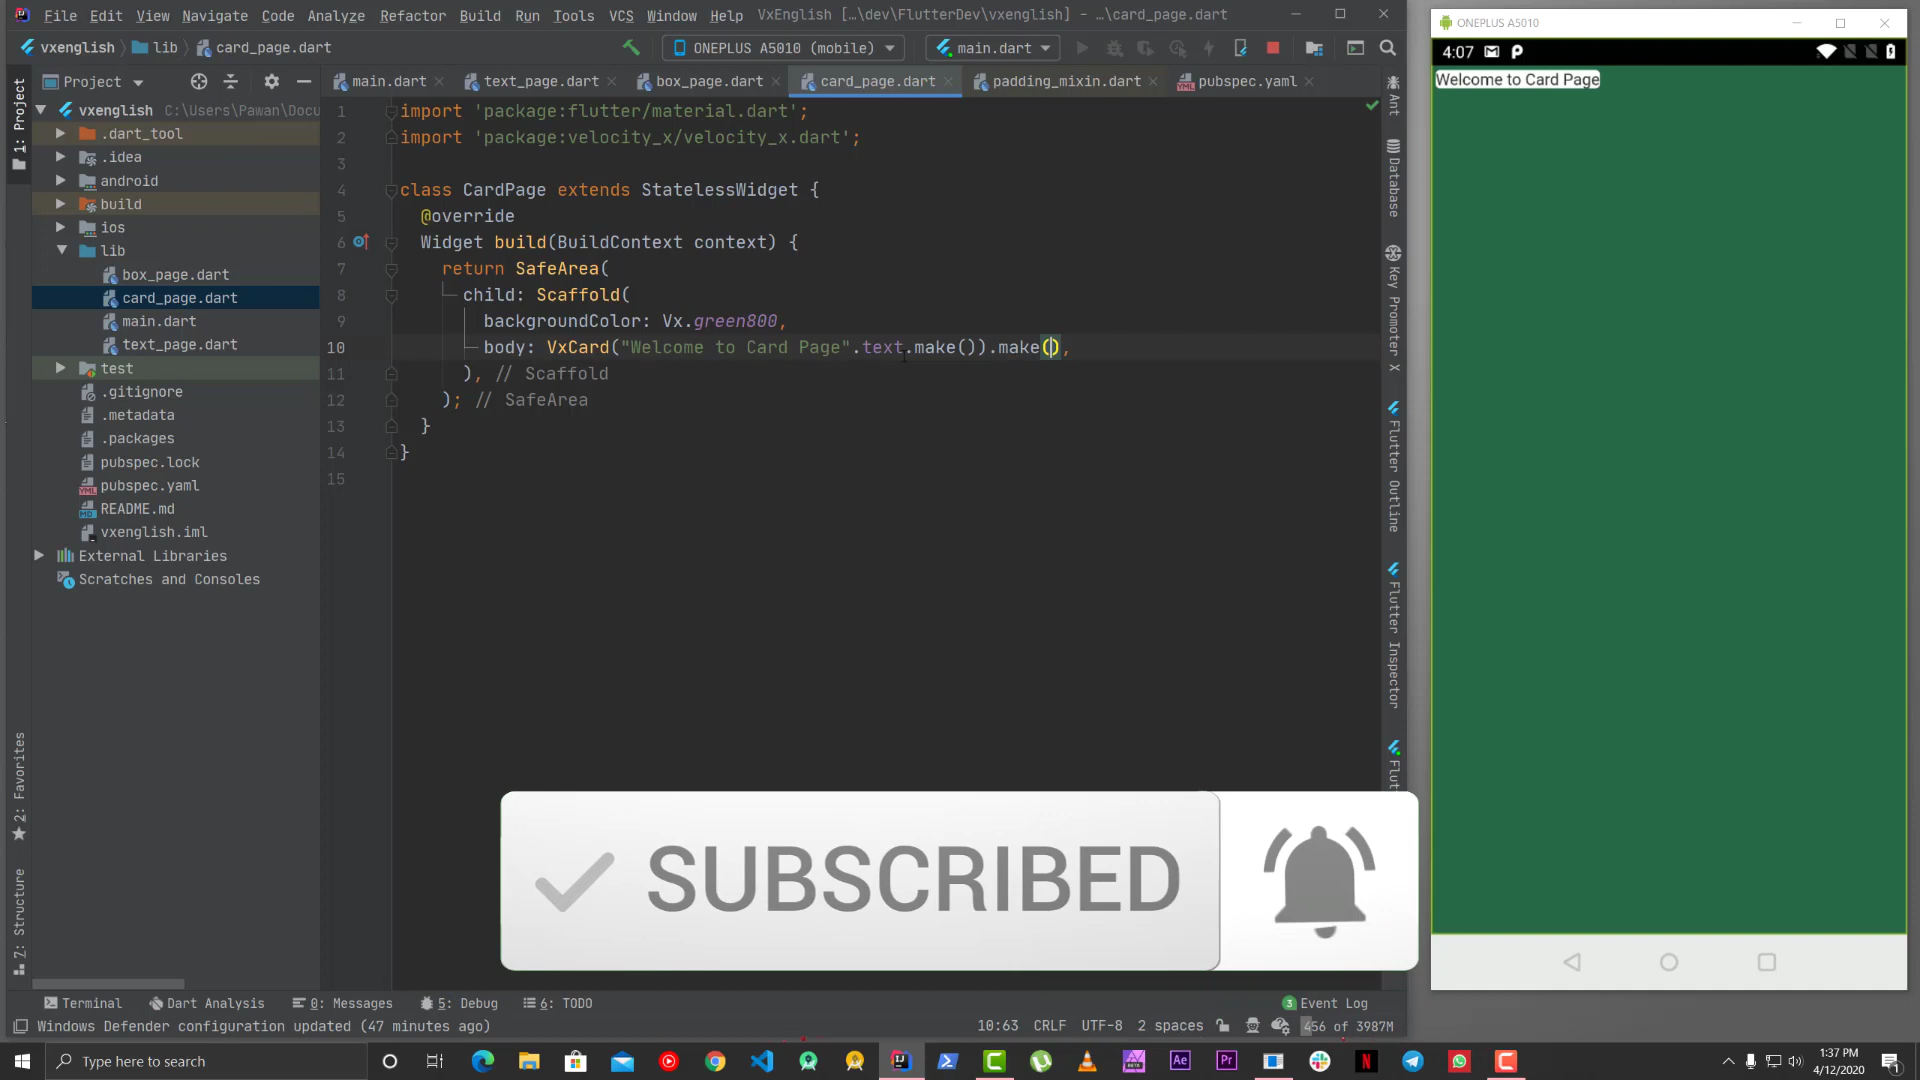 File Edit View Navigate Code Analyze Refactor Build Run Tools VCS Window Help VxEnglish [...\dev\FlutterDev\vxenglish] - ...\card_page.dart
vxenglish lib card_page.dart ONEPLUS A5010 (mobile) main.dart
Project main.dart text_page.dart box_page.dart card_page.dart padding_mixin.dart pubspec.yaml
vxenglish C:\Users\Pawan\Docu
.dart_tool
.idea
android
build
ios
lib
box_page.dart
card_page.dart
main.dart
text_page.dart
test
.gitignore
.metadata
.packages
pubspec.lock
pubspec.yaml
README.md
vxenglish.iml
External Libraries
Scratches and Consoles
1: Project
2: Favorites
7: Structure
1 import 'package:flutter/material.dart';
2 import 'package:velocity_x/velocity_x.dart';
3
4 class CardPage extends StatelessWidget {
5 @override
6 Widget build(BuildContext context) {
7 return SafeArea(
8 child: Scaffold(
9 backgroundColor: Vx.green800,
10 body: VxCard("Welcome to Card Page".text.make()).make(),
11 ), // Scaffold
12 ); // SafeArea
13 }
14 }
15
Ant
Database
Key Promoter X
Flutter Outline
Flutter Inspector
Flut
ONEPLUS A5010
4:07
Welcome to Card Page
SUBSCRIBED
Terminal Dart Analysis 0: Messages 5: Debug 6: TODO 3 Event Log
Windows Defender configuration updated (47 minutes ago) 10:63 CRLF UTF-8 2 spaces 456 of 3987M
Type here to search
Ae Pr N
1:37 PM
4/12/2020